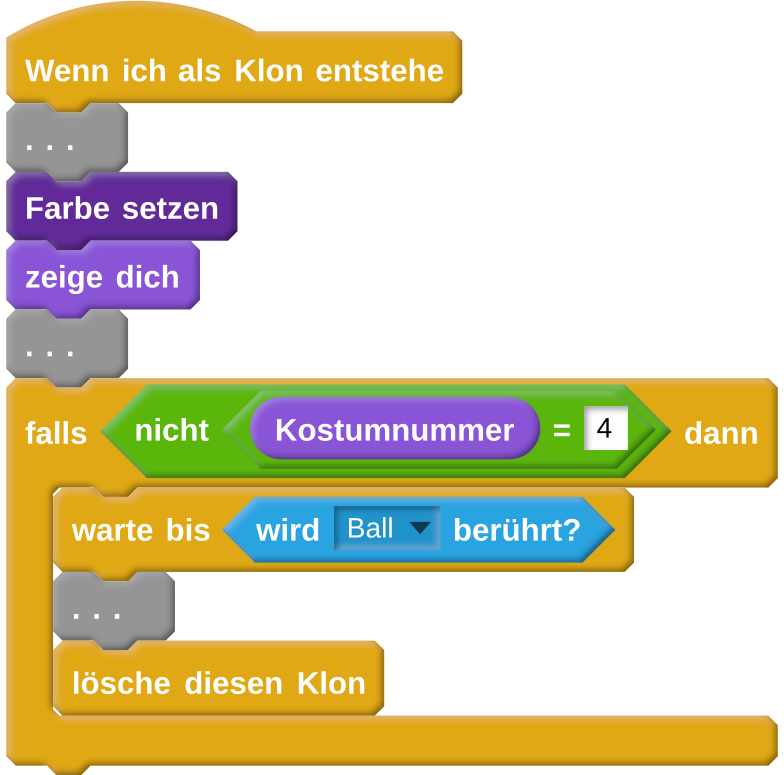 Wenn ich als Klon entstehe
. . .
Farbe setzen
zeige dich
. . .
falls nicht Kostumnummer = 4 dann
warte bis wird Ball berührt?
. . .
lösche diesen Klon